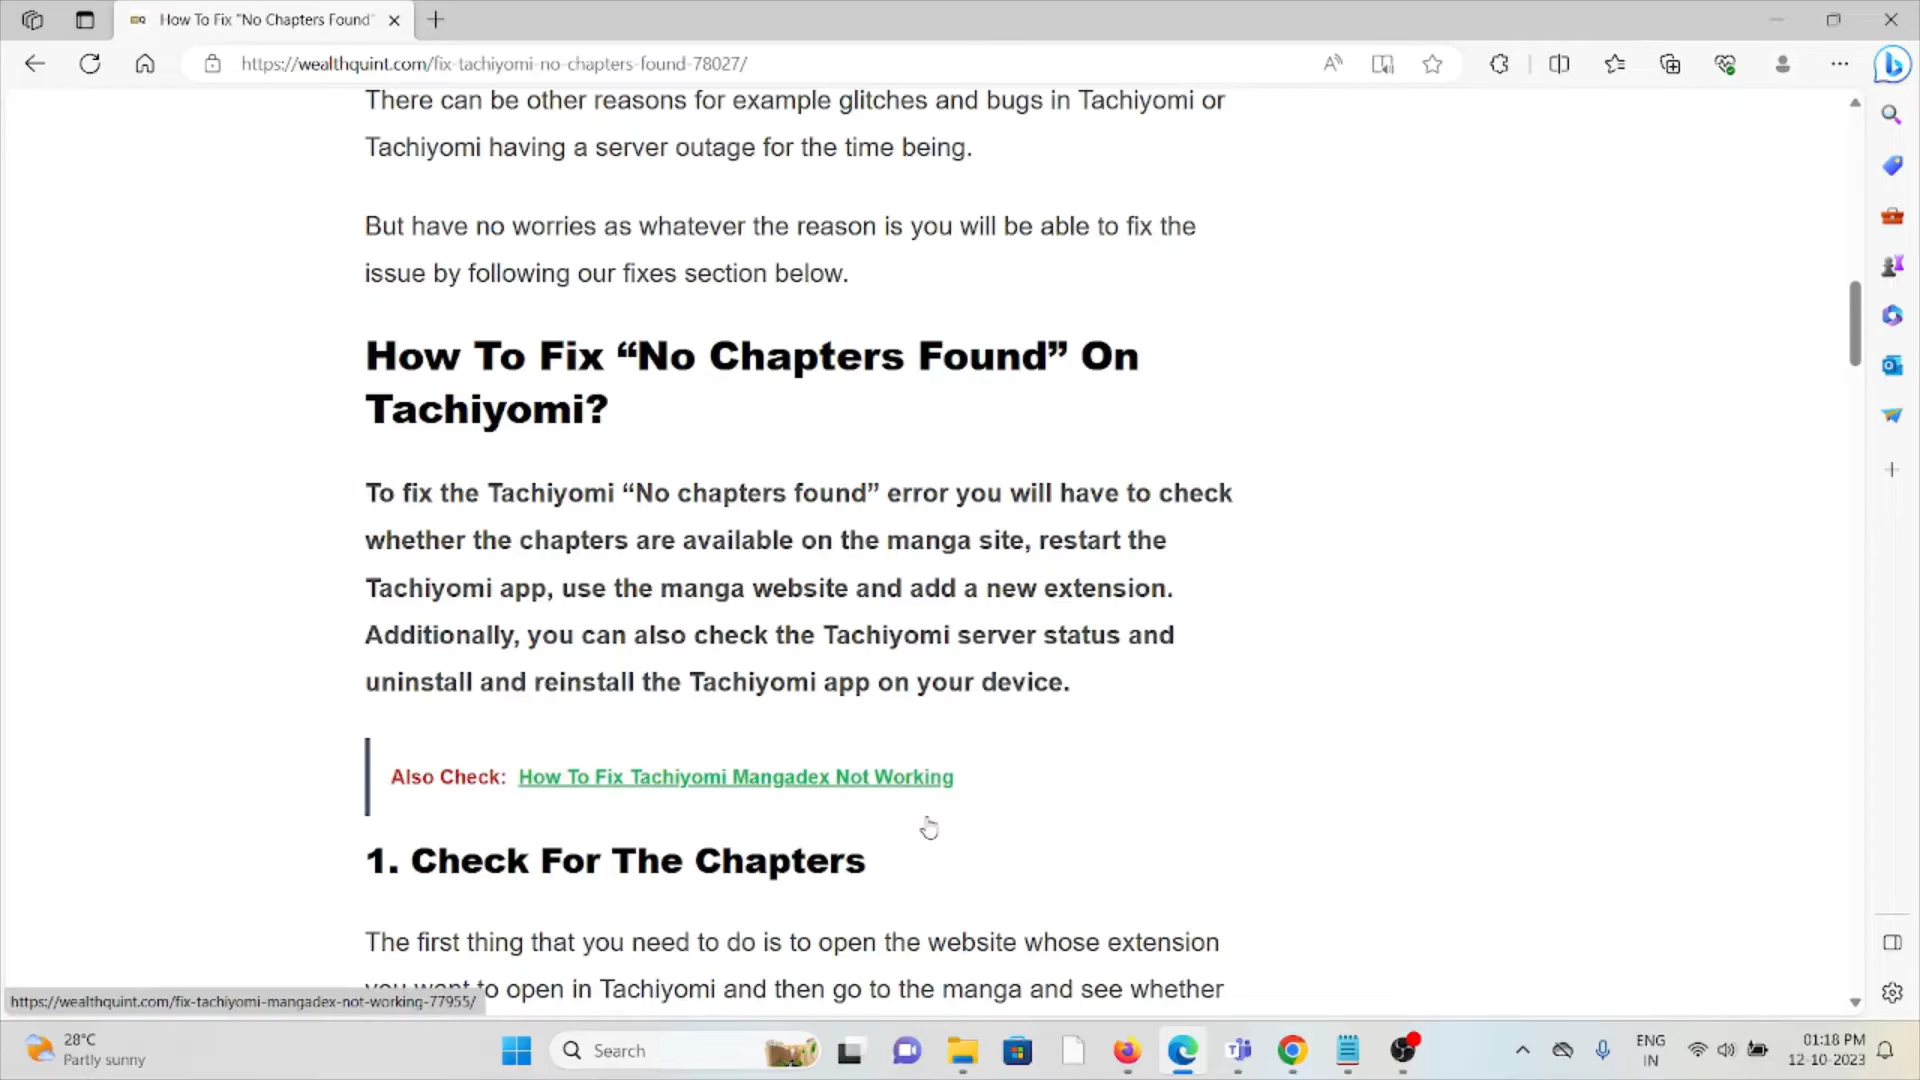 How To Fix "No Chapters Found"
https://wealthquint.com/fix-tachiyomi-no-chapters-found-78027/
There can be other reasons for example glitches and bugs in Tachiyomi or
Tachiyomi having a server outage for the time being.
But have no worries as whatever the reason is you will be able to fix the
issue by following our fixes section below.
How To Fix “No Chapters Found” On
Tachiyomi?
To fix the Tachiyomi “No chapters found” error you will have to check
whether the chapters are available on the manga site, restart the
Tachiyomi app, use the manga website and add a new extension.
Additionally, you can also check the Tachiyomi server status and
uninstall and reinstall the Tachiyomi app on your device.
Also Check: How To Fix Tachiyomi Mangadex Not Working
1. Check For The Chapters
The first thing that you need to do is to open the website whose extension
you want to open in Tachiyomi and then go to the manga and see whether
https://wealthquint.com/fix-tachiyomi-mangadex-not-working-77955/
28°C
Partly sunny
Search
ENG
IN
01:18 PM
12-10-2023